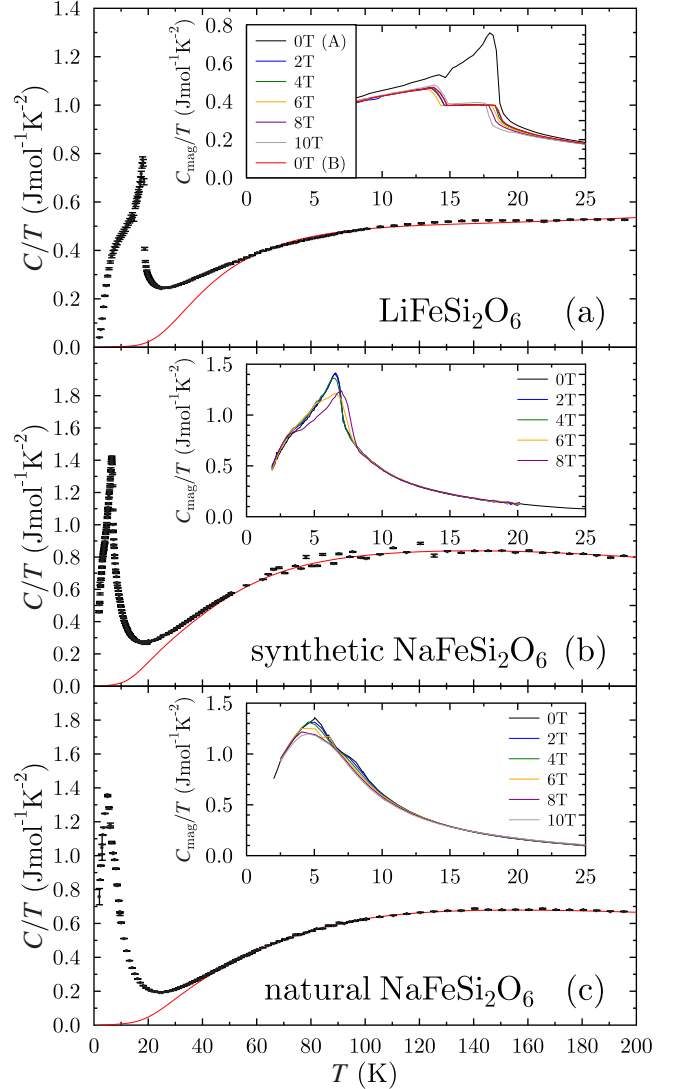 1.4
1.2
1.0
0.8
0.6
0.4
0.2
0.0
C/T (Jmol⁻¹K⁻²)
0.8
0.6
0.4
0.2
0.0
C_mag/T (Jmol⁻¹K⁻²)
0T (A)
2T
4T
6T
8T
10T
0T (B)
5 10 15 20 25
LiFeSi₂O₆ (a)
1.8
1.6
1.4
1.2
1.0
0.8
0.6
0.4
0.2
0.0
C/T (Jmol⁻¹K⁻²)
1.5
1.0
0.5
C_mag/T (Jmol⁻¹K⁻²)
0T
2T
4T
6T
8T
0 5 10 15 20 25
synthetic NaFeSi₂O₆ (b)
1.8
1.6
1.4
1.2
1.0
0.8
0.6
0.4
0.2
0.0
C/T (Jmol⁻¹K⁻²)
1.5
1.0
0.5
C_mag/T (Jmol⁻¹K⁻²)
0T
2T
4T
6T
8T
10T
0 5 10 15 20 25
natural NaFeSi₂O₆ (c)
0 20 40 60 80 100 120 140 160 180 200
T (K)